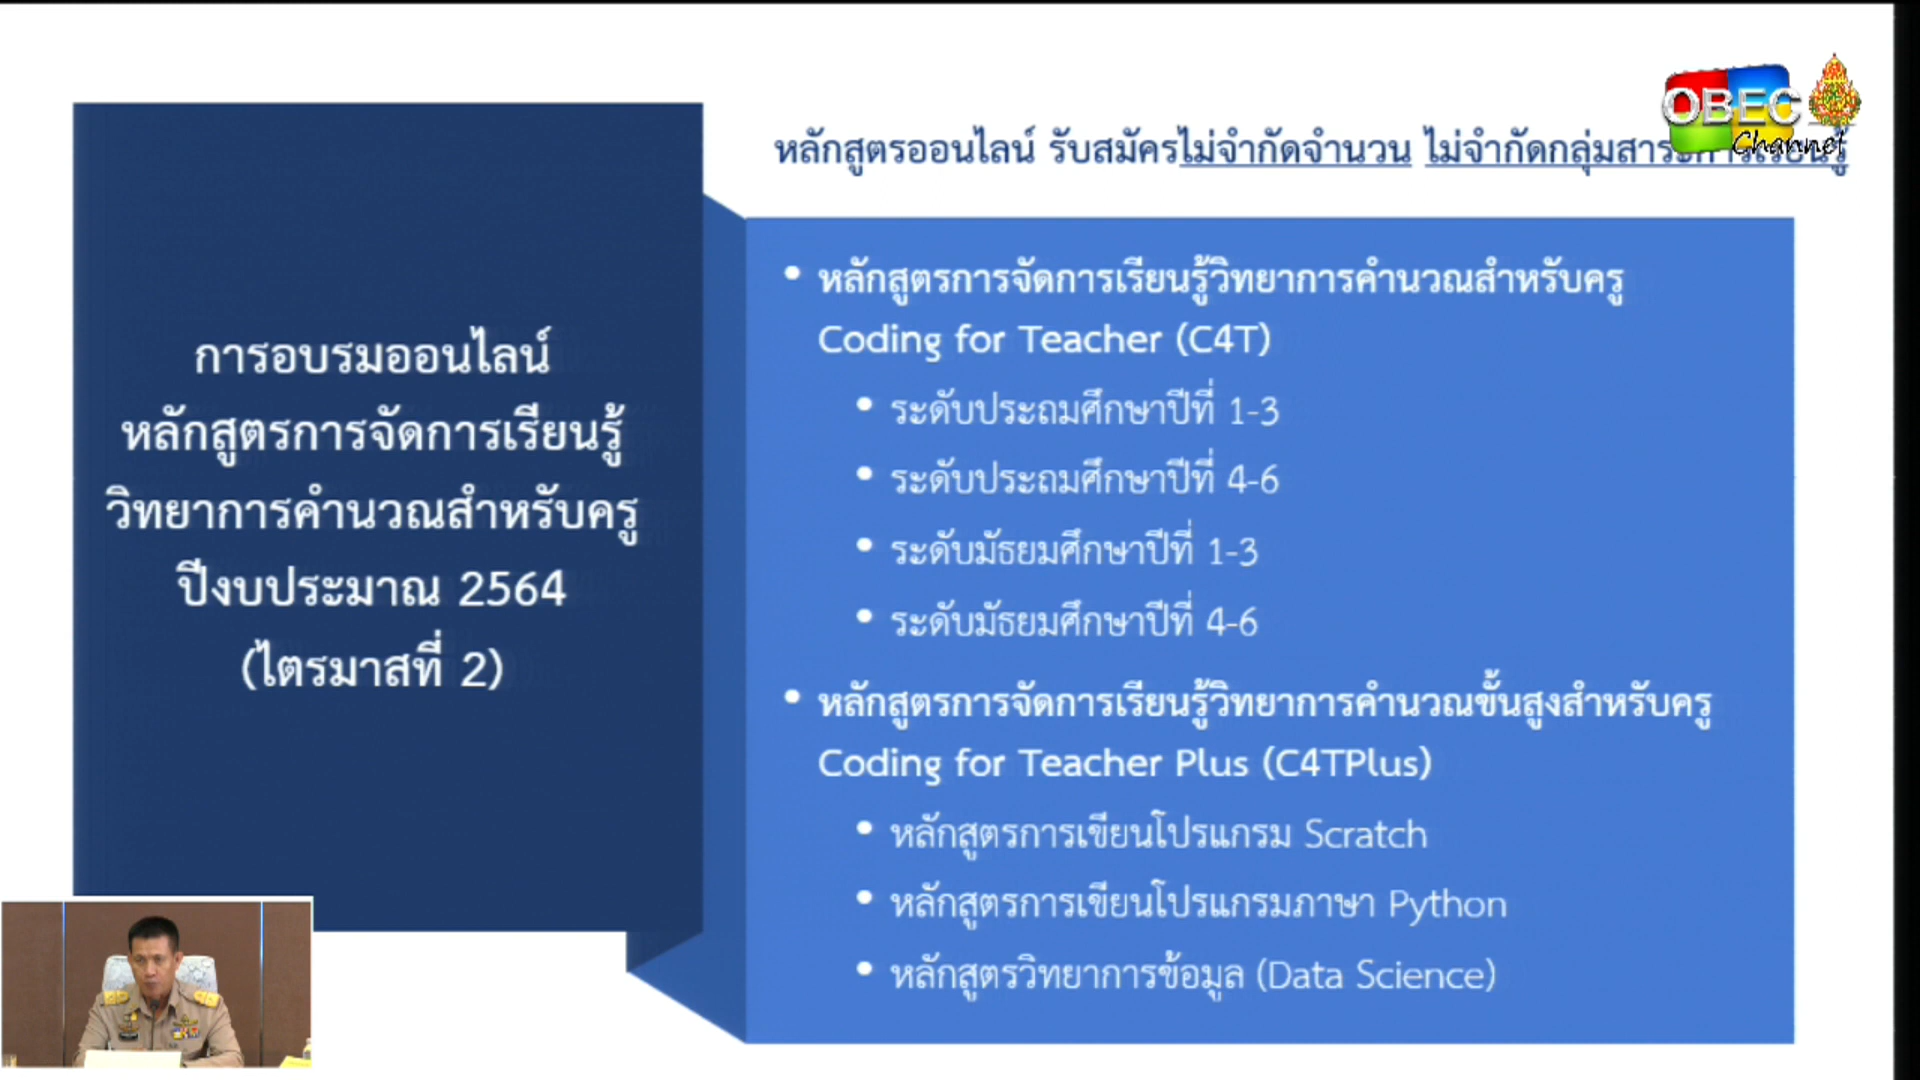 OBEC
Channel
หลักสูตรออนไลน์ รับสมัครไม่จำกัดจำนวน ไม่จำกัดกลุ่มสาระการเรียนรู้
การอบรมออนไลน์
หลักสูตรการจัดการเรียนรู้
วิทยาการคำนวณสำหรับครู
ปีงบประมาณ 2564
(ไตรมาสที่ 2)
• หลักสูตรการจัดการเรียนรู้วิทยาการคำนวณสำหรับครู
Coding for Teacher (C4T)
• ระดับประถมศึกษาปีที่ 1-3
• ระดับประถมศึกษาปีที่ 4-6
• ระดับมัธยมศึกษาปีที่ 1-3
• ระดับมัธยมศึกษาปีที่ 4-6
• หลักสูตรการจัดการเรียนรู้วิทยาการคำนวณขั้นสูงสำหรับครู
Coding for Teacher Plus (C4TPlus)
• หลักสูตรการเขียนโปรแกรม Scratch
• หลักสูตรการเขียนโปรแกรมภาษา Python
• หลักสูตรวิทยาการข้อมูล (Data Science)